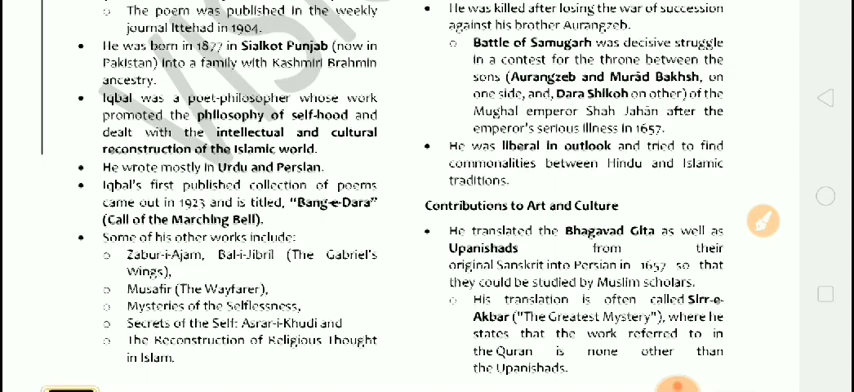 ○ The poem was published in the weekly
journal Ittehad in 1904.
• He was born in 1877 in Sialkot Punjab (now in
Pakistan) into a family with Kashmiri Brahmin
ancestry.
• Iqbal was a poet-philosopher whose work
promoted the philosophy of self-hood and
dealt with the intellectual and cultural
reconstruction of the Islamic world.
• He wrote mostly in Urdu and Persian.
• Iqbal's first published collection of poems
came out in 1923 and is titled, "Bang-e-Dara"
(Call of the Marching Bell).
• Some of his other works include:
○ Zabur-i-Ajam, Bal-i-Jibril (The Gabriel's
Wings),
○ Musafir (The Wayfarer),
○ Mysteries of the Selflessness,
○ Secrets of the Self: Asrar-i-Khudi and
○ The Reconstruction of Religious Thought
in Islam.
• He was killed after losing the war of succession
against his brother Aurangzeb.
○ Battle of Samugarh was decisive struggle
in a contest for the throne between the
sons (Aurangzeb and Murād Bakhsh, on
one side, and, Dara Shikoh on other) of the
Mughal emperor Shah Jahān after the
emperor's serious illness in 1657.
• He was liberal in outlook and tried to find
commonalities between Hindu and Islamic
traditions.
Contributions to Art and Culture
• He translated the Bhagavad Gita as well as
Upanishads from their
original Sanskrit into Persian in 1657 so that
they could be studied by Muslim scholars.
○ His translation is often called Sirr-e-
Akbar ("The Greatest Mystery"), where he
states that the work referred to in
the Quran is none other than
the Upanishads.